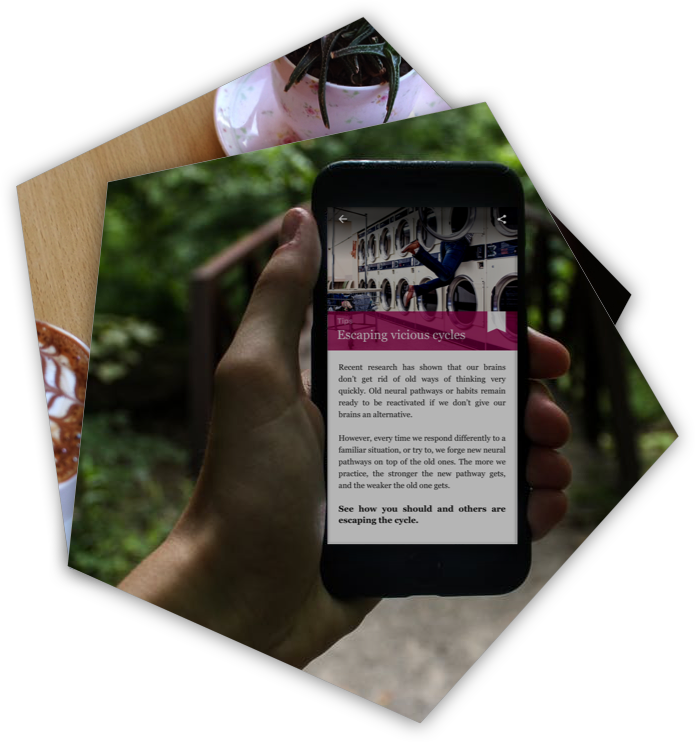 Tip:
Escaping vicious cycles
Recent research has shown that our brains
don't get rid of old ways of thinking very
quickly. Old neural pathways or habits remain
ready to be reactivated if we don't give our
brains an alternative.
However, every time we respond differently to a
familiar situation, or try to, we forge new neural
pathways on top of the old ones. The more we
practice, the stronger the new pathway gets,
and the weaker the old one gets.
See how you should and others are
escaping the cycle.